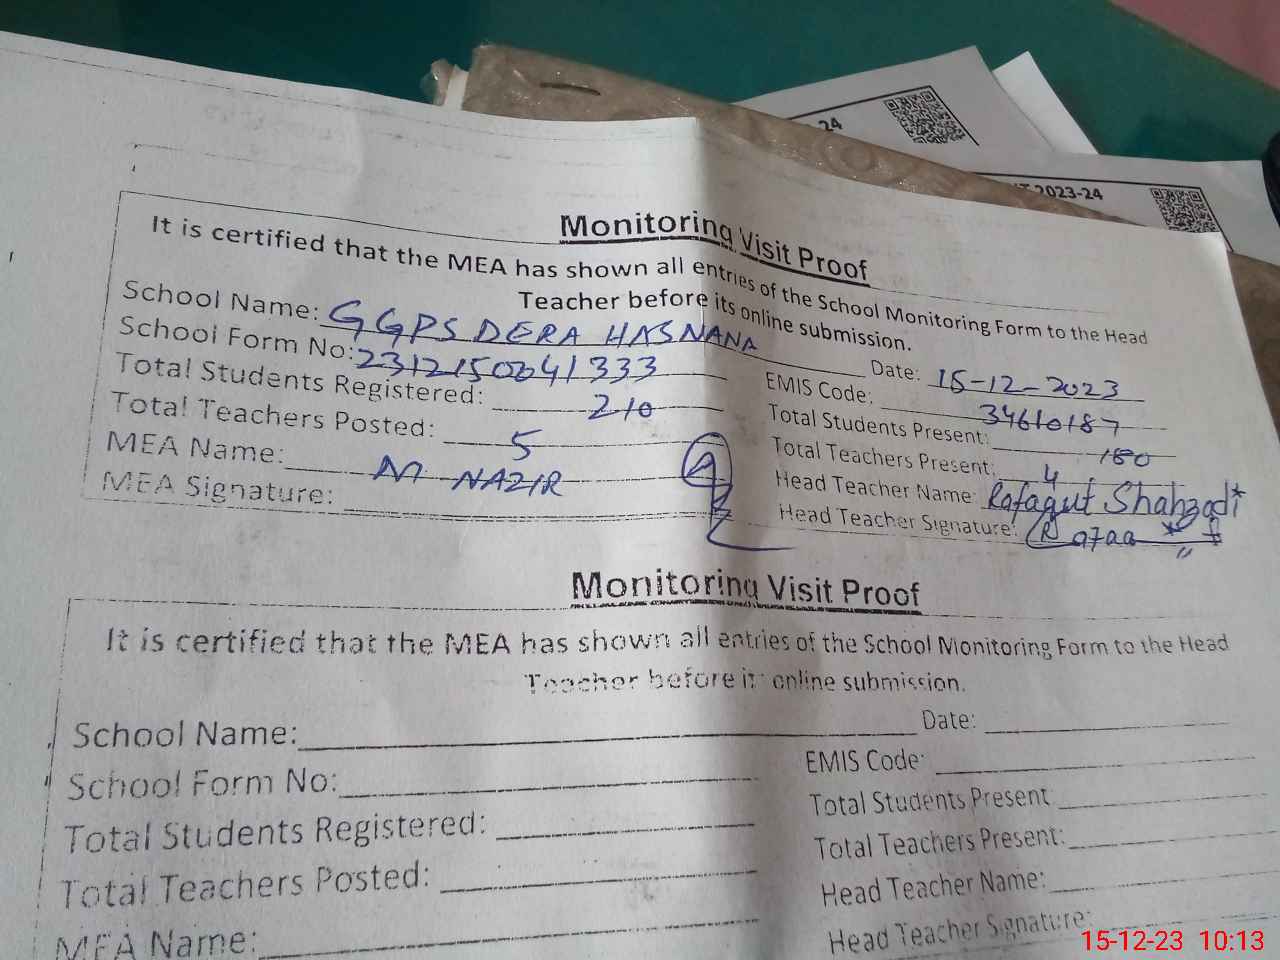 -24
2023-24
Monitoring Visit Proof
It is certified that the MEA has shown all entries of the School Monitoring Form to the Head
Teacher before its online submission.
School Name: GGPS DERA HASNANA
Date: 15-12-2023
School Form No:
EMIS Code: 34610187
Total Students Registered: 210
Total Students Present: 180
Total Teachers Posted: 5
Total Teachers Present: 4
MEA Name: M NAZIR
Head Teacher Name: Rafaqut Shahzadi
MEA Signature:
Head Teacher Signature:
Monitoring Visit Proof
It is certified that the MEA has shown all entries of the School Monitoring Form to the Head
Teacher before its online submission.
School Name:
Date:
School Form No:
EMIS Code:
Total Students Registered:
Total Students Present
Total Teachers Posted:
Total Teachers Present:
MEA Name:
Head Teacher Name:
Head Teacher Signature:
15-12-23 10:13